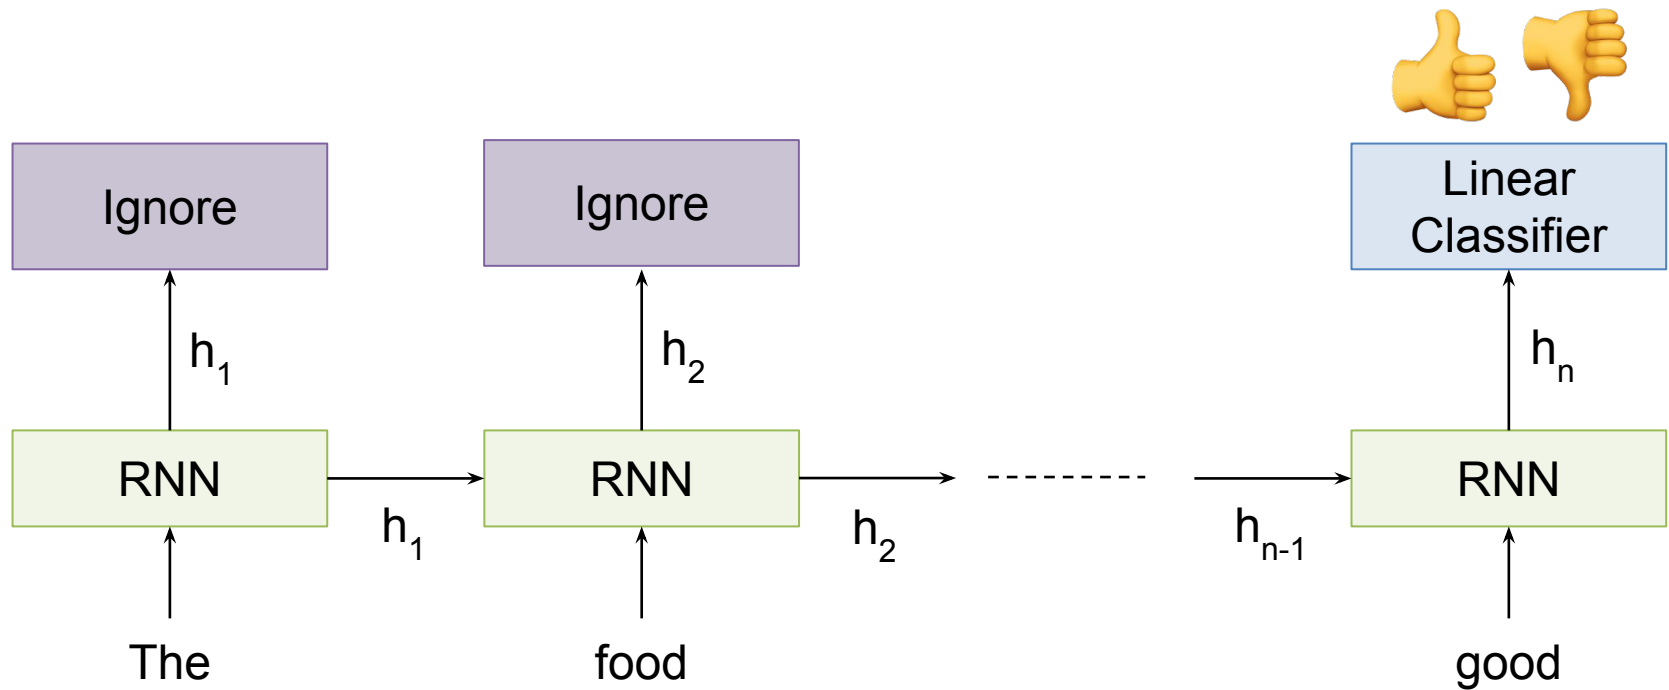 Ignore
Ignore
Linear
Classifier
h₁
h₂
hₙ
RNN
RNN
RNN
h₁
h₂
hₙ₋₁
The
food
good